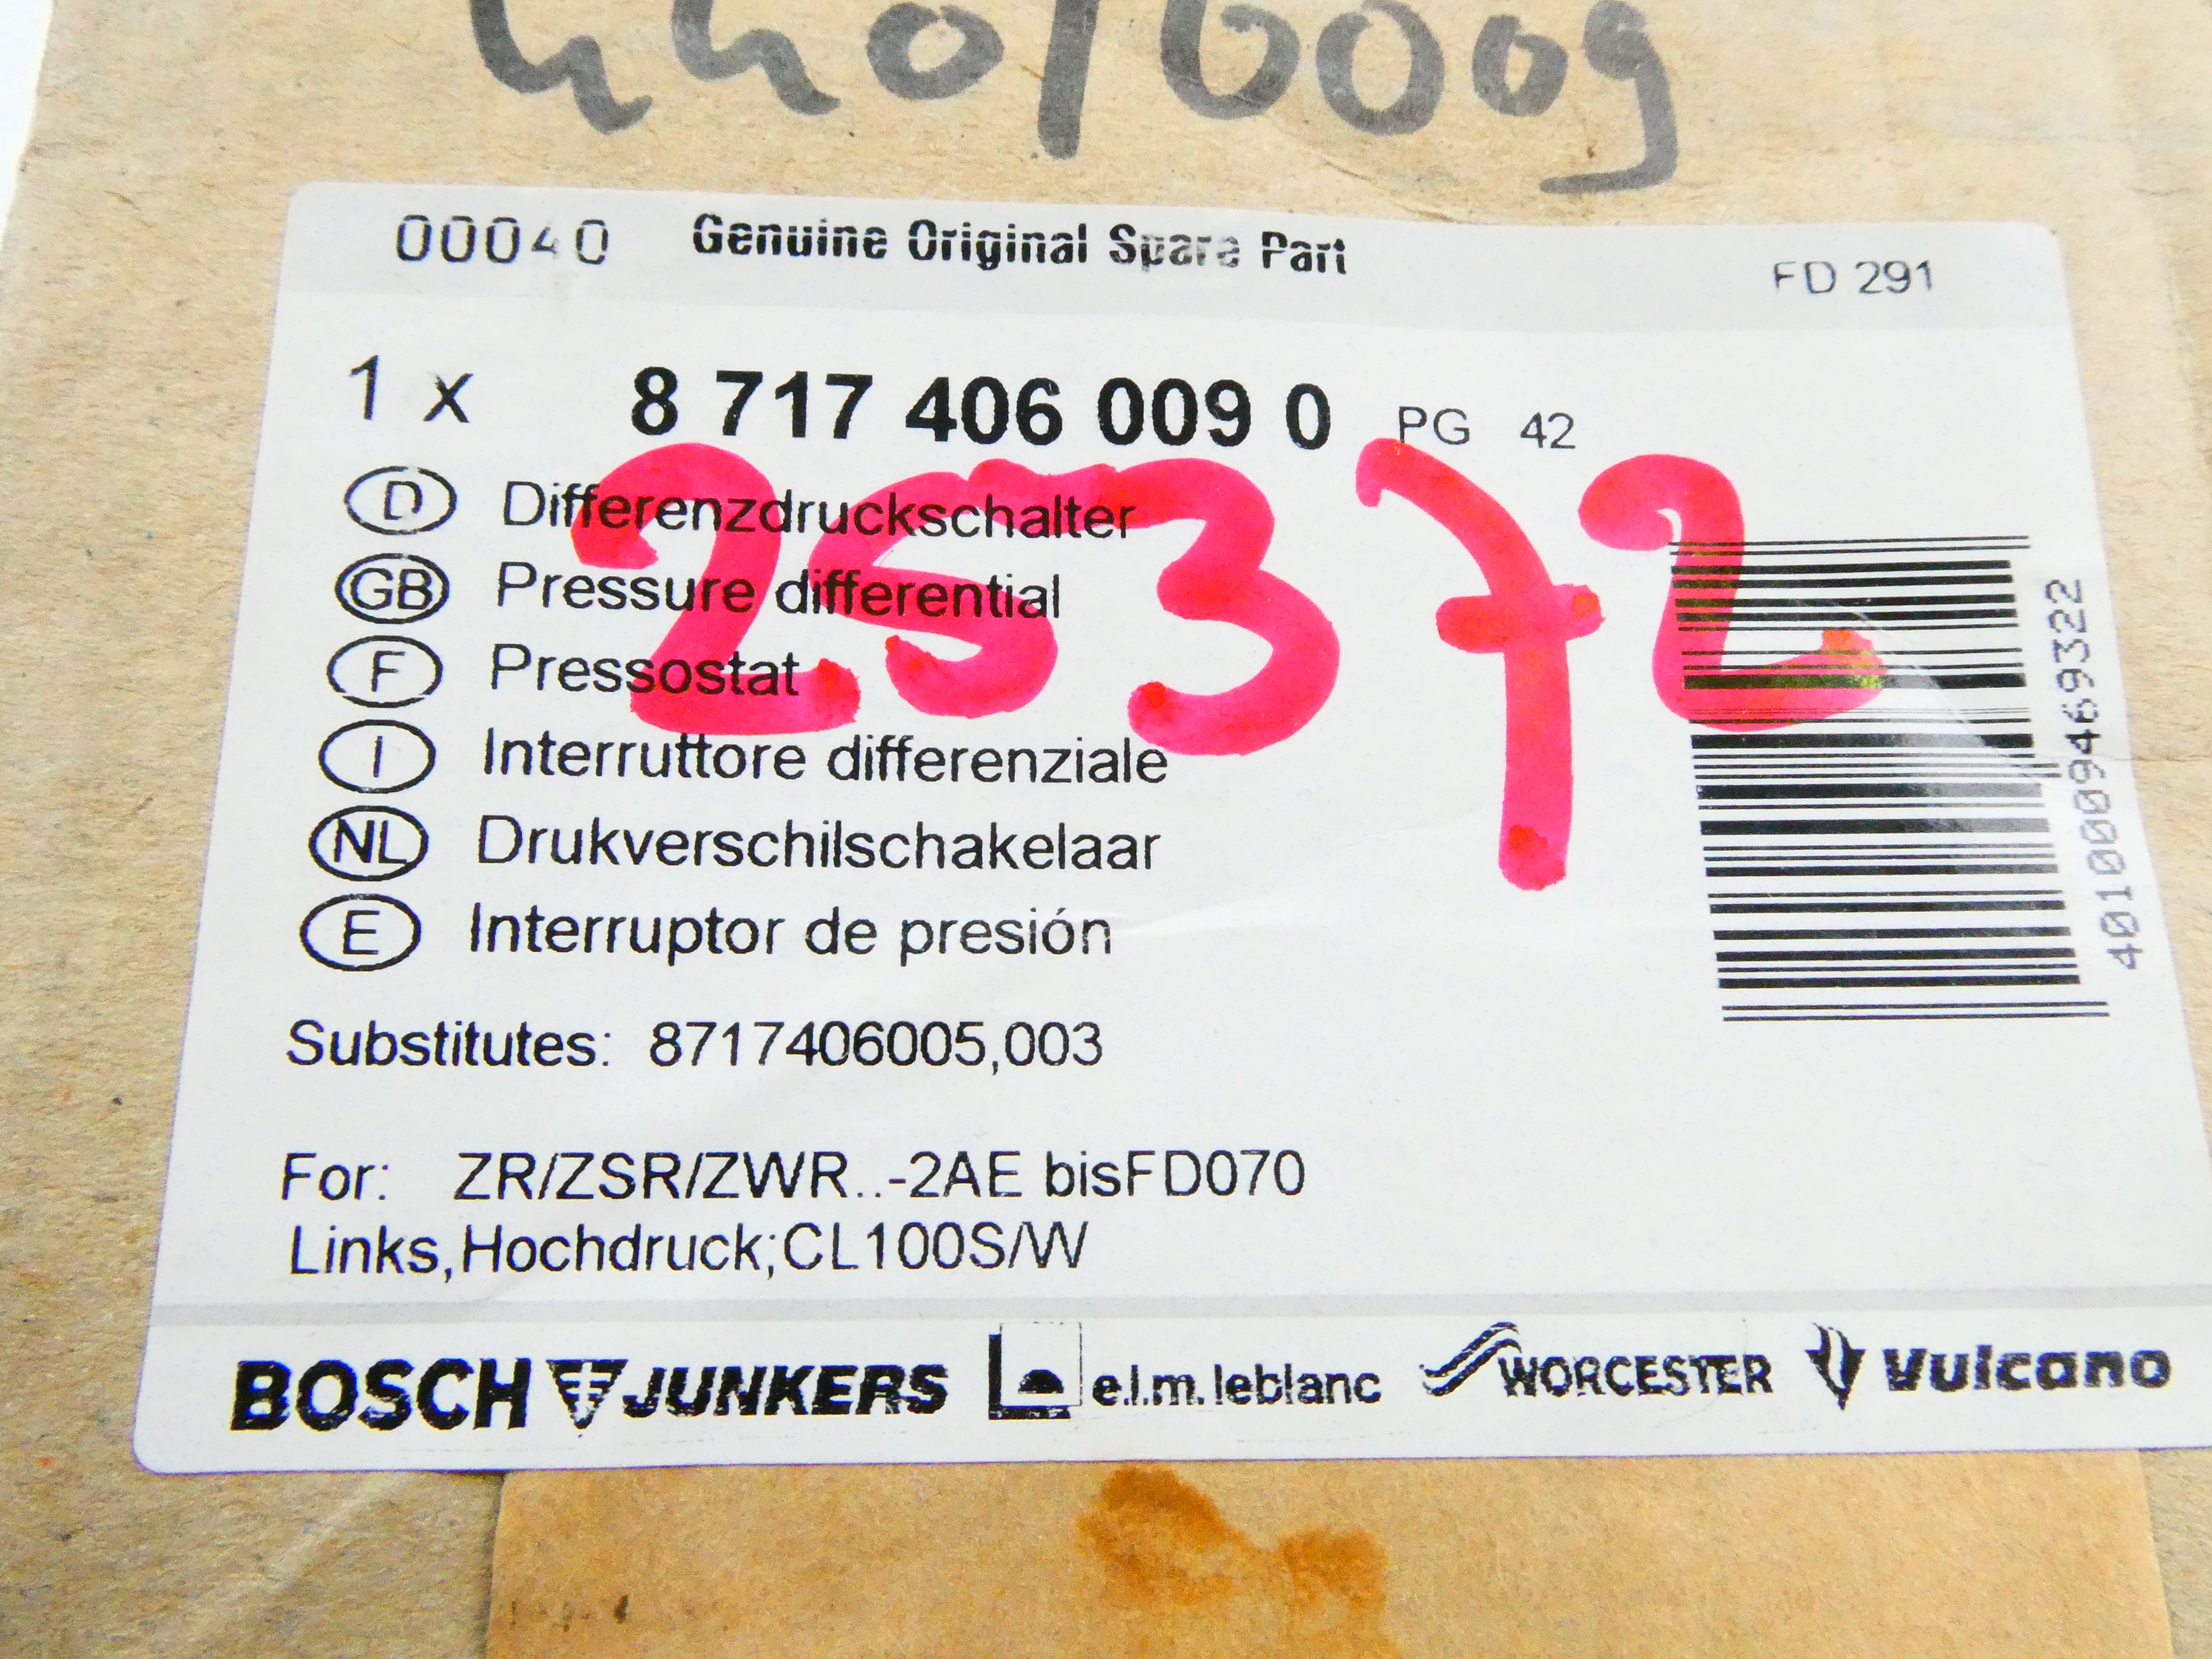 4406009
00040 Genuine Original Spare Part FD 291
1 x 8 717 406 009 0 PG 42
25372
D Differenzdruckschalter
GB Pressure differential
F Pressostat
I Interruttore differenziale
NL Drukverschilschakelaar
E Interruptor de presión
4010009469322
Substitutes: 8717406005,003
For: ZR/ZSR/ZWR..-2AE bisFD070
Links,Hochdruck;CL100S/W
BOSCH JUNKERS e.l.m. leblanc WORCESTER Vulcano